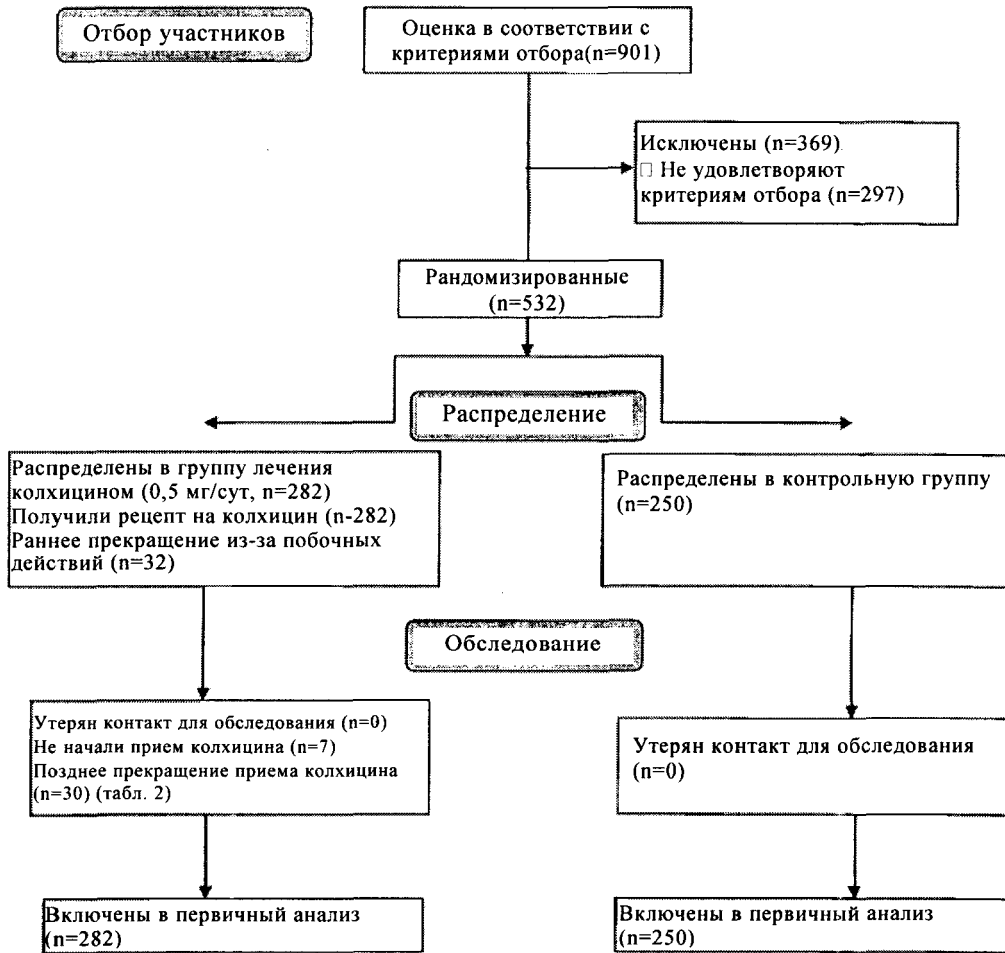 Отбор участников
Оценка в соответствии с
критериями отбора(n=901)
Исключены (n=369)
□ Не удовлетворяют
критериям отбора (n=297)
Рандомизированные
(n=532)
Распределение
Распределены в группу лечения
колхицином (0,5 мг/сут, n=282)
Получили рецепт на колхицин (n-282)
Раннее прекращение из-за побочных
действий (n=32)
Распределены в контрольную группу
(n=250)
Обследование
Утерян контакт для обследования (n=0)
Не начали прием колхицина (n=7)
Позднее прекращение приема колхицина
(n=30) (табл. 2)
Утерян контакт для обследования
(n=0)
Включены в первичный анализ
(n=282)
Включены в первичный анализ
(n=250)